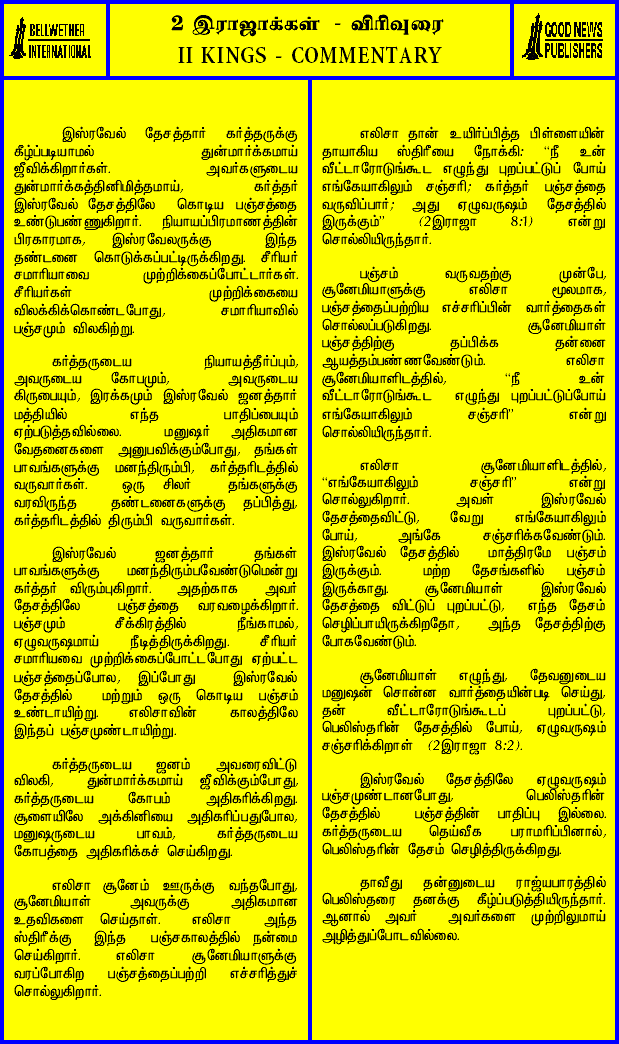 BELLWETHER
INTERNATIONAL
2 இராஜாக்கள் - விரிவுரை
II KINGS - COMMENTARY
GOOD NEWS
PUBLISHERS
இஸ்ரவேல் தேசத்தார் கர்த்தருக்கு
கீழ்ப்படியாமல் துன்மார்க்கமாய்
ஜீவிக்கிறார்கள். அவர்களுடைய
துன்மார்க்கத்தினிமித்தமாய், கர்த்தர்
இஸ்ரவேல் தேசத்திலே கொடிய பஞ்சத்தை
உண்டுபண்ணுகிறார். நியாயப்பிரமாணத்தின்
பிரகாரமாக, இஸ்ரவேலருக்கு இந்த
தண்டனை கொடுக்கப்பட்டிருக்கிறது. சீரியர்
சமாரியாவை முற்றிக்கைப்போட்டார்கள்.
சீரியர்கள் முற்றிக்கையை
விலக்கிக்கொண்டபோது, சமாரியாவில்
பஞ்சமும் விலகிற்று.
கர்த்தருடைய நியாயத்தீர்ப்பும்,
அவருடைய கோபமும், அவருடைய
கிருபையும், இரக்கமும் இஸ்ரவேல் ஜனத்தார்
மத்தியில் எந்த பாதிப்பையும்
ஏற்படுத்தவில்லை. மனுஷர் அதிகமான
வேதனைகளை அனுபவிக்கும்போது, தங்கள்
பாவங்களுக்கு மனந்திரும்பி, கர்த்தரிடத்தில்
வருவார்கள். ஒரு சிலர் தங்களுக்கு
வரவிருந்த தண்டனைகளுக்கு தப்பித்து,
கர்த்தரிடத்தில் திரும்பி வருவார்கள்.
இஸ்ரவேல் ஜனத்தார் தங்கள்
பாவங்களுக்கு மனந்திரும்பவேண்டுமென்று
கர்த்தர் விரும்புகிறார். அதற்காக அவர்
தேசத்திலே பஞ்சத்தை வரவழைக்கிறார்.
பஞ்சமும் சீக்கிரத்தில் நீங்காமல்,
ஏழுவருஷமாய் நீடித்திருக்கிறது. சீரியர்
சமாரியவை முற்றிக்கைப்போட்டபோது ஏற்பட்ட
பஞ்சத்தைப்போல, இப்போது இஸ்ரவேல்
தேசத்தில் மற்றும் ஒரு கொடிய பஞ்சம்
உண்டாயிற்று. எலிசாவின் காலத்திலே
இந்தப் பஞ்சமுண்டாயிற்று.
கர்த்தருடைய ஜனம் அவரைவிட்டு
விலகி, துன்மார்க்கமாய் ஜீவிக்கும்போது,
கர்த்தருடைய கோபம் அதிகரிக்கிறது.
சூளையிலே அக்கினியை அதிகரிப்பதுபோல,
மனுஷருடைய பாவம், கர்த்தருடைய
கோபத்தை அதிகரிக்கச் செய்கிறது.
எலிசா சூனேம் ஊருக்கு வந்தபோது,
சூனேமியாள் அவருக்கு அதிகமான
உதவிகளை செய்தாள். எலிசா அந்த
ஸ்திரீக்கு இந்த பஞ்சகாலத்தில் நன்மை
செய்கிறார். எலிசா சூனேமியாளுக்கு
வரப்போகிற பஞ்சத்தைப்பற்றி எச்சரித்துச்
சொல்லுகிறார்.
எலிசா தான் உயிர்ப்பித்த பிள்ளையின்
தாயாகிய ஸ்திரீயை நோக்கி: “நீ உன்
வீட்டாரோடுங்கூட எழுந்து புறப்பட்டுப் போய்
எங்கேயாகிலும் சஞ்சரி; கர்த்தர் பஞ்சத்தை
வருவிப்பார்; அது ஏழுவருஷம் தேசத்தில்
இருக்கும்” (2இராஜா 8:1) என்று
சொல்லியிருந்தார்.
பஞ்சம் வருவதற்கு முன்பே,
சூனேமியாளுக்கு எலிசா மூலமாக,
பஞ்சத்தைப்பற்றிய எச்சரிப்பின் வார்த்தைகள்
சொல்லப்படுகிறது. சூனேமியாள்
பஞ்சத்திற்கு தப்பிக்க தன்னை
ஆயத்தம்பண்ணவேண்டும். எலிசா
சூனேமியாளிடத்தில், “நீ உன்
வீட்டாரோடுங்கூட எழுந்து புறப்பட்டுப்போய்
எங்கேயாகிலும் சஞ்சரி” என்று
சொல்லியிருந்தார்.
எலிசா சூனேமியாளிடத்தில்,
“எங்கேயாகிலும் சஞ்சரி” என்று
சொல்லுகிறார். அவள் இஸ்ரவேல்
தேசத்தைவிட்டு, வேறு எங்கேயாகிலும்
போய், அங்கே சஞ்சரிக்கவேண்டும்.
இஸ்ரவேல் தேசத்தில் மாத்திரமே பஞ்சம்
இருக்கும். மற்ற தேசங்களில் பஞ்சம்
இருக்காது. சூனேமியாள் இஸ்ரவேல்
தேசத்தை விட்டுப் புறப்பட்டு, எந்த தேசம்
செழிப்பாயிருக்கிறதோ, அந்த தேசத்திற்கு
போகவேண்டும்.
சூனேமியாள் எழுந்து, தேவனுடைய
மனுஷன் சொன்ன வார்த்தையின்படி செய்து,
தன் வீட்டாரோடுங்கூடப் புறப்பட்டு,
பெலிஸ்தரின் தேசத்தில் போய், ஏழுவருஷம்
சஞ்சரிக்கிறாள் (2இராஜா 8:2).
இஸ்ரவேல் தேசத்திலே ஏழுவருஷம்
பஞ்சமுண்டானபோது, பெலிஸ்தரின்
தேசத்தில் பஞ்சத்தின் பாதிப்பு இல்லை.
கர்த்தருடைய தெய்வீக பராமரிப்பினால்,
பெலிஸ்தரின் தேசம் செழித்திருக்கிறது.
தாவீது தன்னுடைய ராஜ்யபாரத்தில்
பெலிஸ்தரை தனக்கு கீழ்ப்படுத்தியிருந்தார்.
ஆனால் அவர் அவர்களை முற்றிலுமாய்
அழித்துப்போடவில்லை.